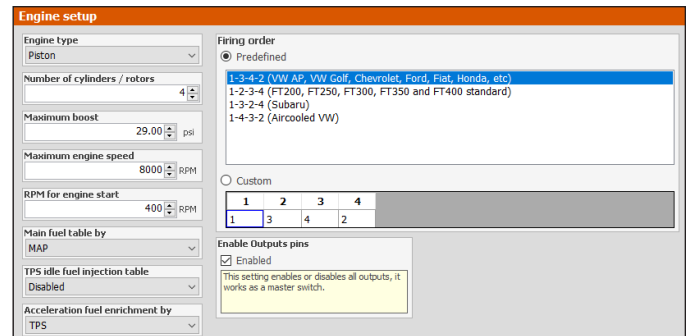 Engine setup
Engine type
Piston
Number of cylinders / rotors
4
Maximum boost
29.00 psi
Maximum engine speed
8000 RPM
RPM for engine start
400 RPM
Main fuel table by
MAP
TPS idle fuel injection table
Disabled
Acceleration fuel enrichment by
TPS
Firing order
Predefined
1-3-4-2 (VW AP, VW Golf, Chevrolet, Ford, Fiat, Honda, etc)
1-2-3-4 (FT200, FT250, FT300, FT350 and FT400 standard)
1-3-2-4 (Subaru)
1-4-3-2 (Aircooled VW)
Custom
1 2 3 4
1 3 4 2
Enable Outputs pins
Enabled
This setting enables or disables all outputs, it
works as a master switch.